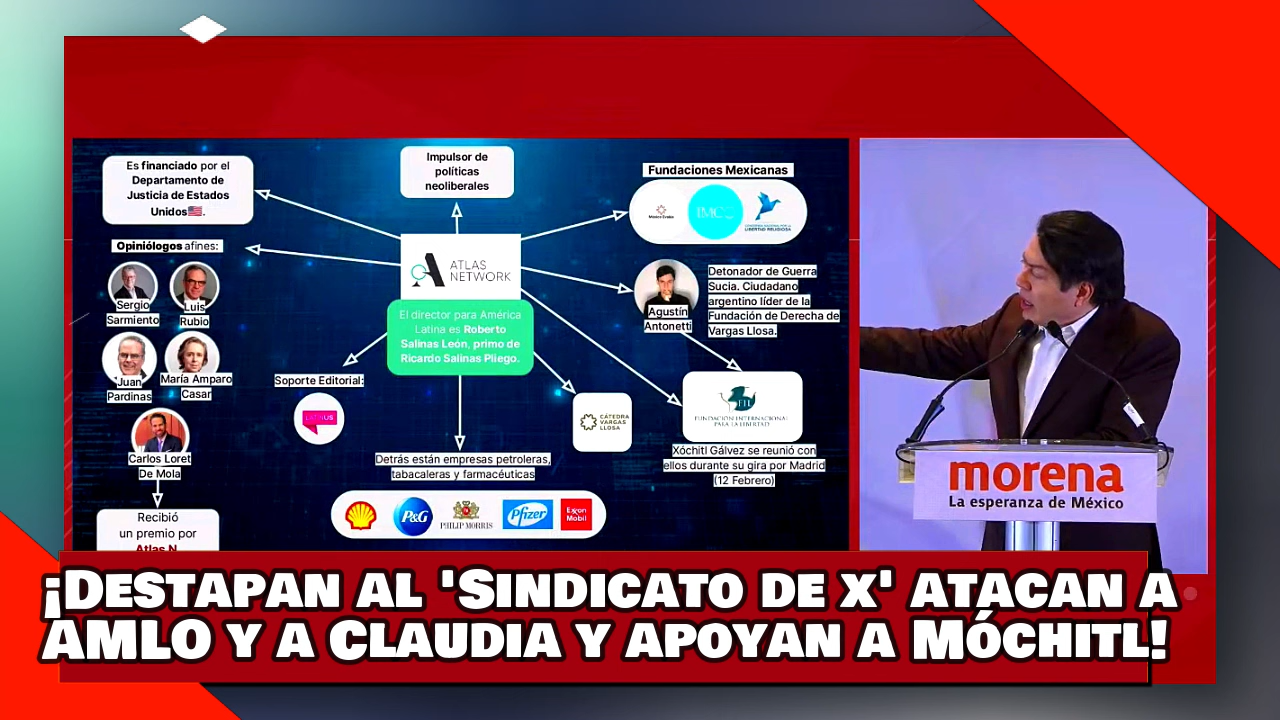 Es financiado por el
Departamento de
Justicia de Estados
Unidos.
Impulsor de
políticas
neoliberales
Fundaciones Mexicanas
IMCO
LIBERTAD RELIGIOSA
Opiniólogos afines:
Sergio
Sarmiento
Luis
Rubio
Juan
Pardinas
María Amparo
Casar
Carlos Loret
De Mola
Recibió
un premio por
Atlas N
ATLAS
NETWORK
El director para América
Latina es Roberto
Salinas León, primo de
Ricardo Salinas Pliego.
Agustín
Antonetti
Detonador de Guerra
Sucia. Ciudadano
argentino líder de la
Fundación de Derecha de
Vargas Llosa.
Soporte Editorial:
LATINUS
CÁTEDRA
VARGAS
LLOSA
FIL
FUNDACIÓN INTERNACIONAL
PARA LA LIBERTAD
Xóchitl Gálvez se reunió con
ellos durante su gira por Madrid
(12 Febrero)
Detrás están empresas petroleras,
tabacaleras y farmacéuticas
P&G
PHILIP MORRIS
Pfizer
Exxon
Mobil
morena
La esperanza de México
¡Destapan al 'Sindicato de x' atacan a
AMLO y a Claudia y apoyan a Móchitl!